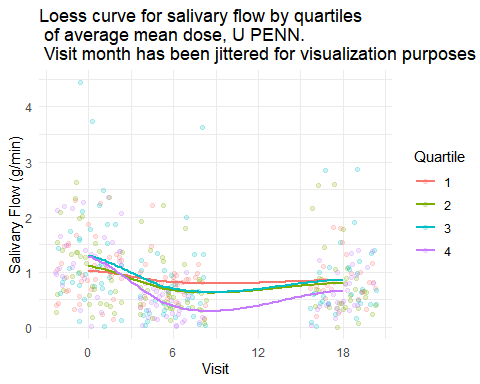 Loess curve for salivary flow by quartiles
of average mean dose, U PENN.
Visit month has been jittered for visualization purposes
4
3
2
1
0
Salivary Flow (g/min)
0 6 12 18
Visit
Quartile
1
2
3
4